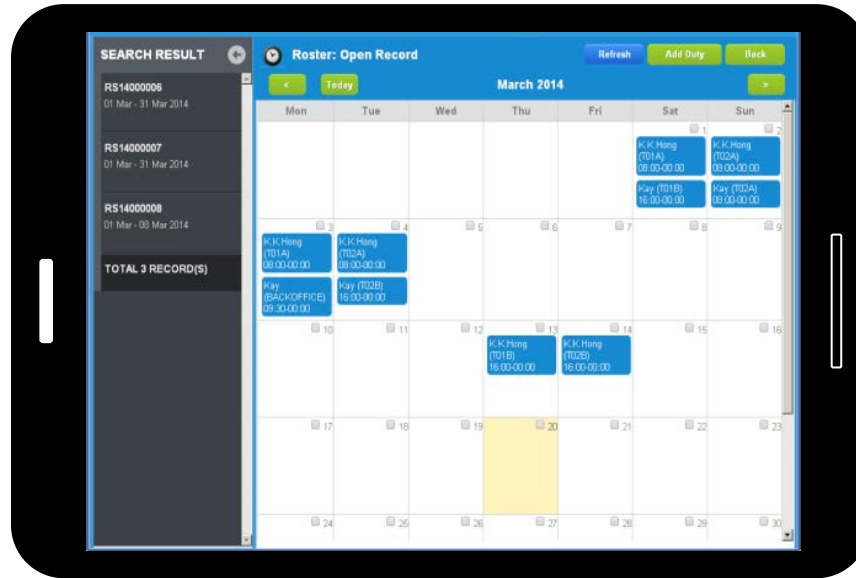 SEARCH RESULT
RS14000006
01 Mar - 31 Mar 2014
RS14000007
01 Mar - 31 Mar 2014
RS14000008
01 Mar - 08 Mar 2014
TOTAL 3 RECORD(S)
Roster: Open Record
Refresh
Add Duty
Back
<
Today
March 2014
>
Mon Tue Wed Thu Fri Sat Sun
1 2
K.K.Hong
(T01A)
08:00-00:00
K.K.Hong
(T02A)
08:00-00:00
Kay (T01B)
16:00-00:00
Kay (T02A)
08:00-00:00
3 4 5 6 7 8 9
K.K.Hong
(T01A)
08:00-00:00
K.K.Hong
(T02A)
08:00-00:00
Kay
(BACKOFFICE)
09:30-00:00
Kay (T02B)
16:00-00:00
10 11 12 13 14 15 16
K.K.Hong
(T01B)
16:00-00:00
K.K.Hong
(T02B)
16:00-00:00
17 18 19 20 21 22 23
24 25 26 27 28 29 30